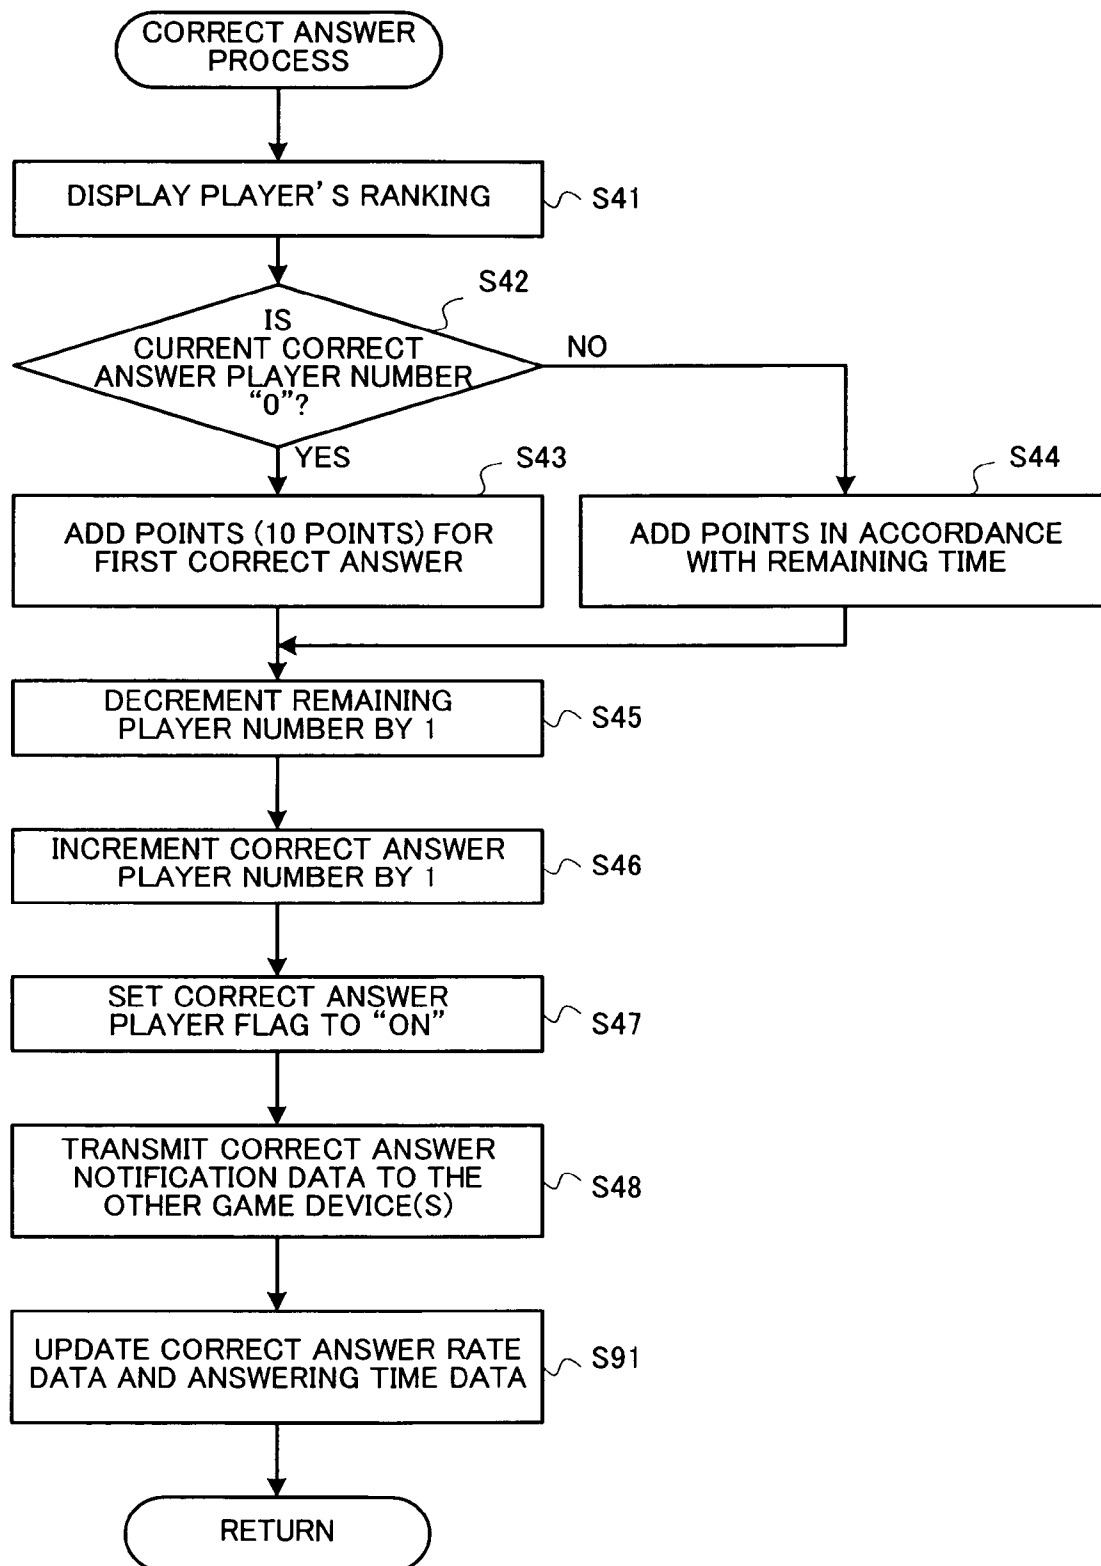 CORRECT ANSWER
PROCESS
DISPLAY PLAYER'S RANKING
S41
S42
IS
CURRENT CORRECT
ANSWER PLAYER NUMBER
“0”?
NO
YES
S43
S44
ADD POINTS (10 POINTS) FOR
FIRST CORRECT ANSWER
ADD POINTS IN ACCORDANCE
WITH REMAINING TIME
DECREMENT REMAINING
PLAYER NUMBER BY 1
S45
INCREMENT CORRECT ANSWER
PLAYER NUMBER BY 1
S46
SET CORRECT ANSWER
PLAYER FLAG TO “ON”
S47
TRANSMIT CORRECT ANSWER
NOTIFICATION DATA TO THE
OTHER GAME DEVICE(S)
S48
UPDATE CORRECT ANSWER RATE
DATA AND ANSWERING TIME DATA
S91
RETURN